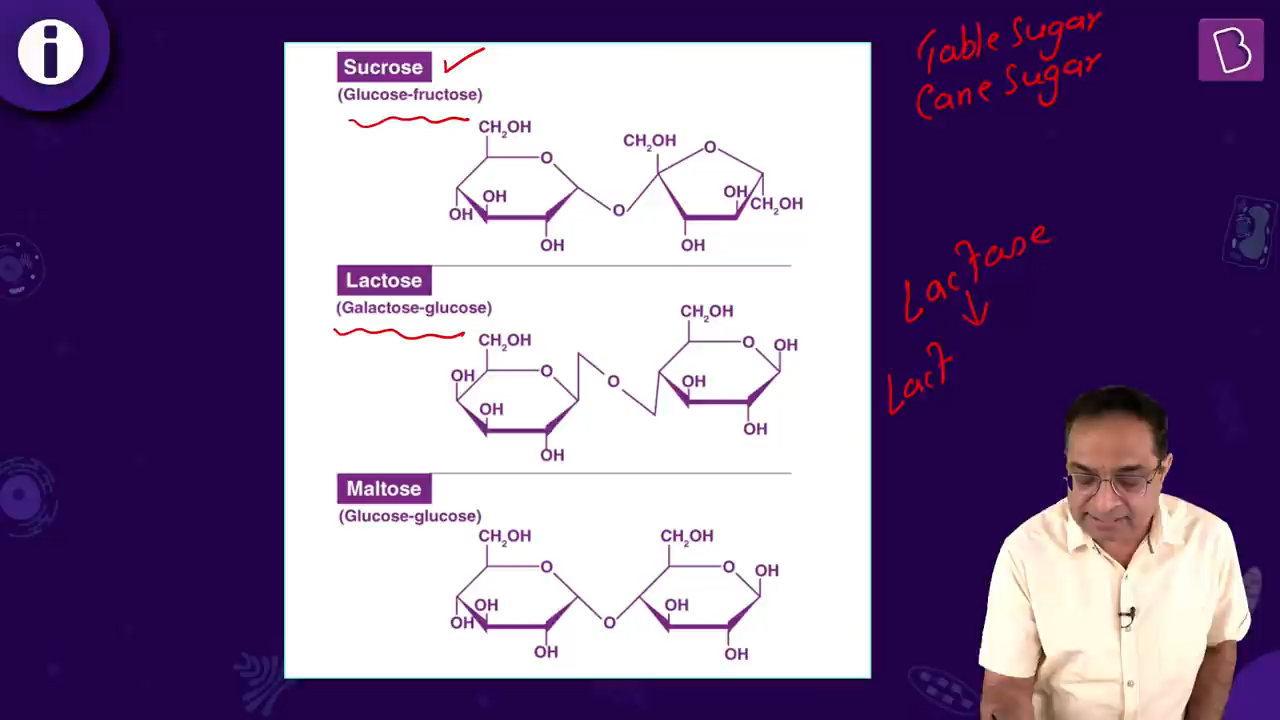 i
Table Sugar
Cane Sugar
B
Sucrose
(Glucose-fructose)
CH2OH
O
OH
OH
OH
O
CH2OH
O
OH
CH2OH
OH
Lactose
(Galactose-glucose)
CH2OH
OH
O
OH
OH
O
CH2OH
O
OH
OH
OH
Lactase
Lact
Maltose
(Glucose-glucose)
CH2OH
O
OH
OH
OH
O
CH2OH
O
OH
OH
OH